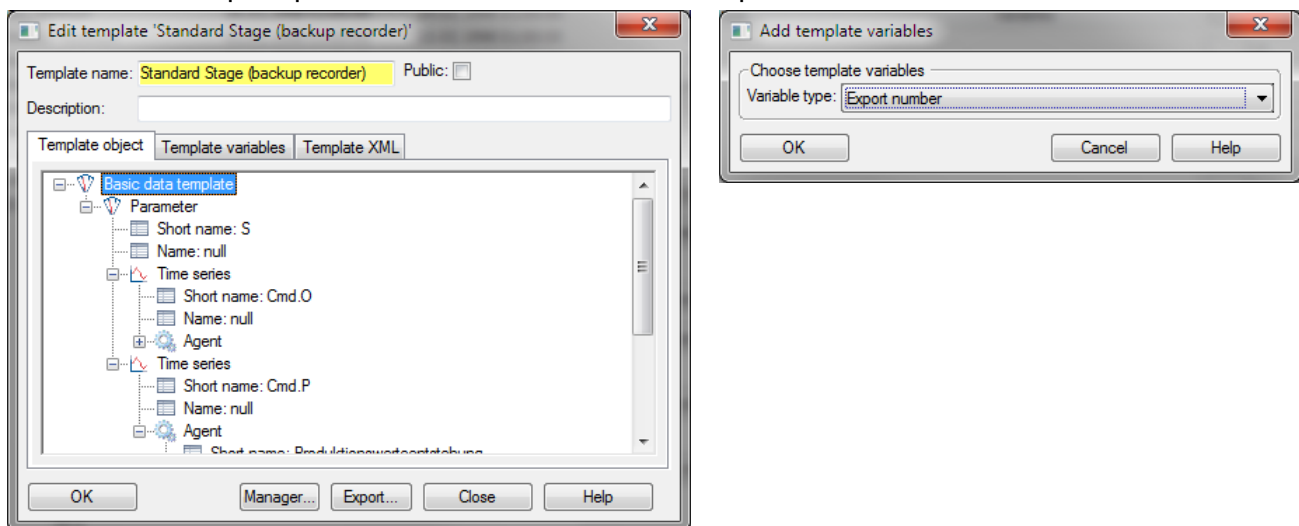 Edit template 'Standard Stage (backup recorder)'
Template name: Standard Stage (backup recorder) Public:
Description:
Template object Template variables Template XML
Basic data template
Parameter
Short name: S
Name: null
Time series
Short name: Cmd.O
Name: null
Agent
Time series
Short name: Cmd.P
Name: null
Agent
Short name:
OK Manager... Export... Close Help
Add template variables
Choose template variables
Variable type: Export number
OK Cancel Help